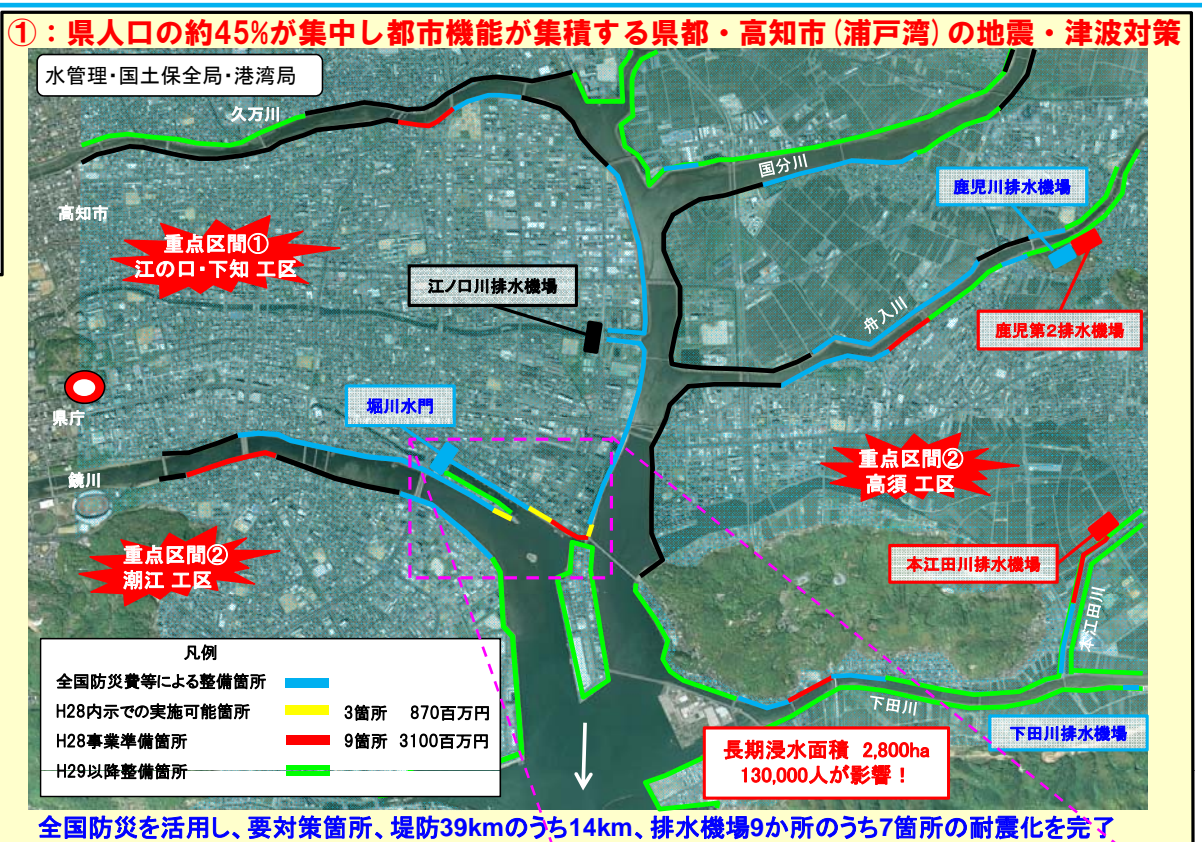 ①：県人口の約45%が集中し都市機能が集積する県都・高知市(浦戸湾)の地震・津波対策
水管理・国土保全局・港湾局
久万川
国分川
鹿児川排水機場
高知市
重点区間①
江の口・下知 工区
江ノ口川排水機場
舟入川
鹿児第2排水機場
県庁
堀川水門
鏡川
重点区間②
高須 工区
重点区間②
潮江 工区
本江田川排水機場
本江田川
凡例
全国防災費等による整備箇所
H28内示での実施可能箇所 3箇所 870百万円
H28事業準備箇所 9箇所 3100百万円
H29以降整備箇所
下田川
下田川排水機場
長期浸水面積 2,800ha
130,000人が影響！
全国防災を活用し、要対策箇所、堤防39kmのうち14km、排水機場9か所のうち7箇所の耐震化を完了